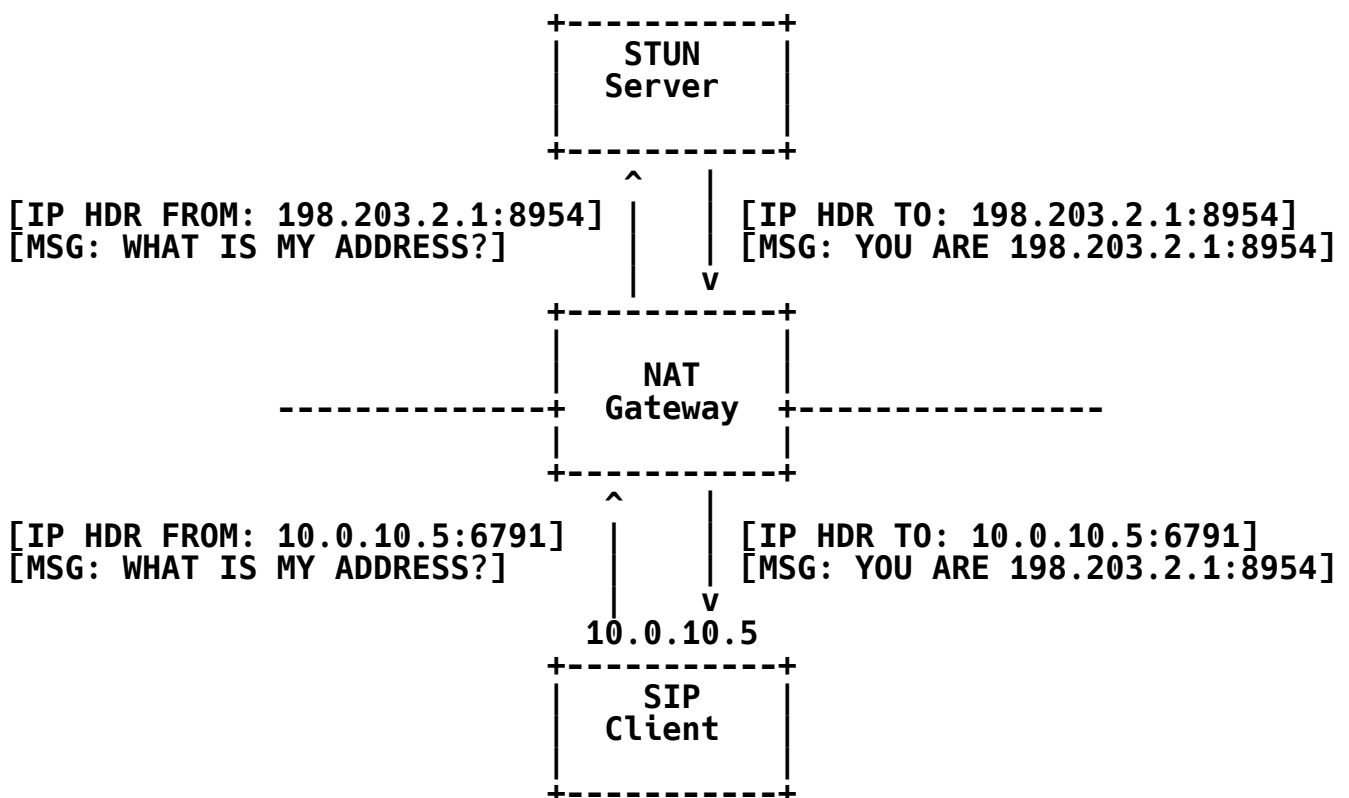 STUN
Server
[IP HDR FROM: 198.203.2.1:8954] [IP HDR TO: 198.203.2.1:8954]
[MSG: WHAT IS MY ADDRESS?] [MSG: YOU ARE 198.203.2.1:8954]
NAT
Gateway
[IP HDR FROM: 10.0.10.5:6791] [IP HDR TO: 10.0.10.5:6791]
[MSG: WHAT IS MY ADDRESS?] [MSG: YOU ARE 198.203.2.1:8954]
10.0.10.5
SIP
Client